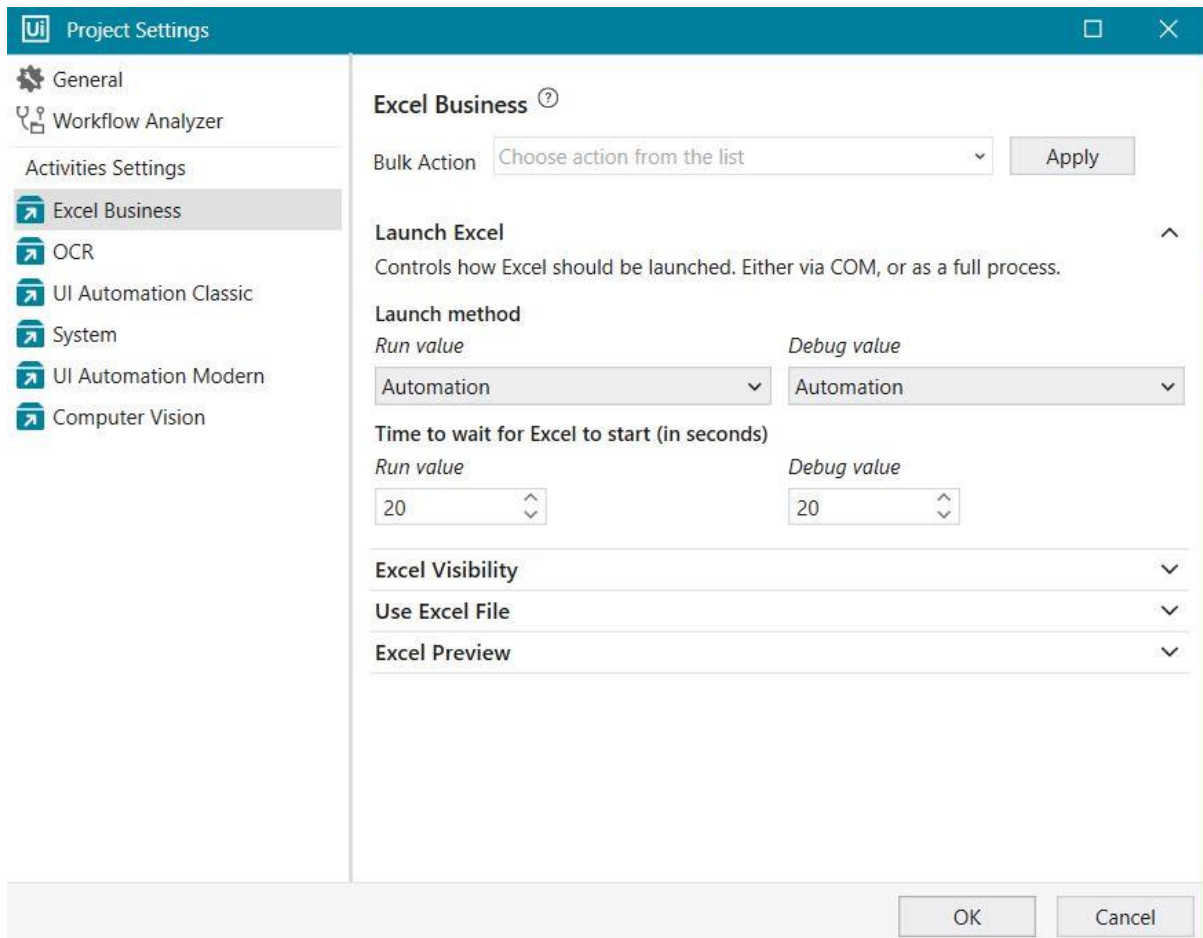 Ui Project Settings
General
Workflow Analyzer
Activities Settings
Excel Business
OCR
UI Automation Classic
System
UI Automation Modern
Computer Vision
Excel Business ?
Bulk Action Choose action from the list Apply
Launch Excel
Controls how Excel should be launched. Either via COM, or as a full process.
Launch method
Run value Debug value
Automation Automation
Time to wait for Excel to start (in seconds)
Run value Debug value
20 20
Excel Visibility
Use Excel File
Excel Preview
OK Cancel